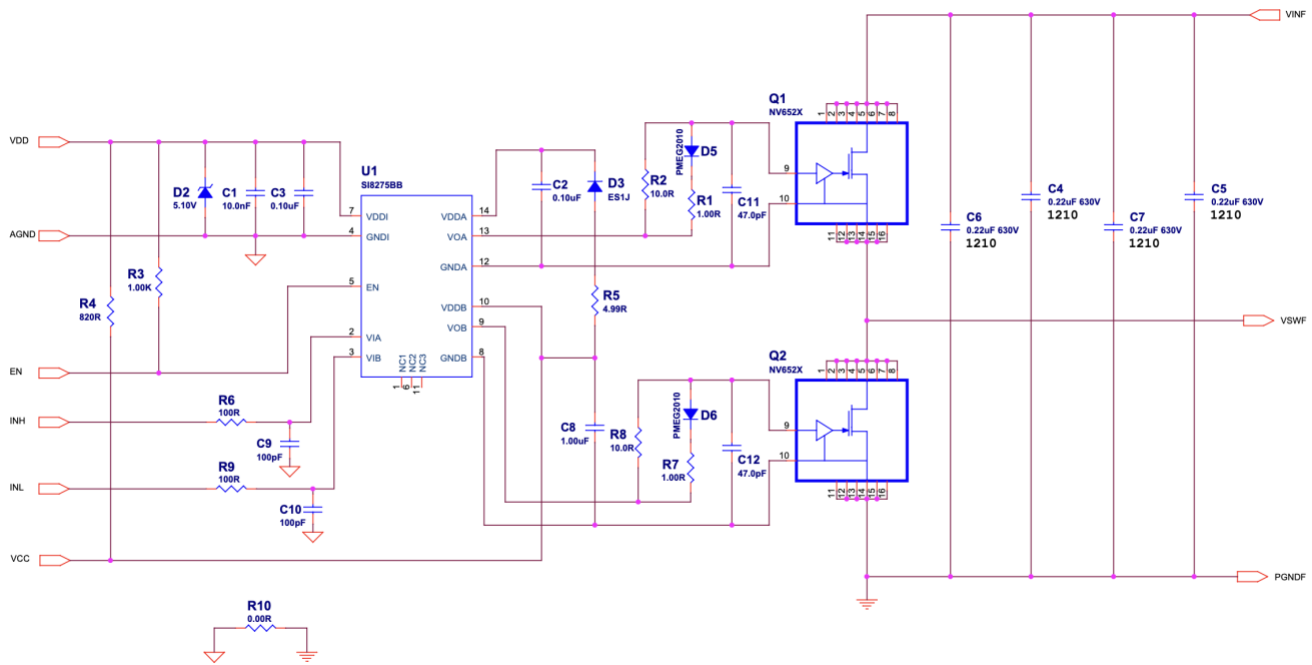 VINF
Q1
NV652X
1 2 3 4 5 6 7 8
VDD
U1
SI8275BB
PMEG2010
D5
D2
5.10V
C1
10.0nF
C3
0.10uF
C2
0.10uF
D3
ES1J
R2
10.0R
R1
1.00R
C11
47.0pF
9
10
C4
0.22uF 630V
1210
C5
0.22uF 630V
1210
7 VDDI
VDDA 14
AGND
4 GNDI
VOA 13
11 12 13 14 15 16
C6
0.22uF 630V
1210
C7
0.22uF 630V
1210
GNDA 12
R3
1.00K
5 EN
R4
820R
R5
4.99R
VDDB 10
VOB 9
VSWF
2 VIA
3 VIB
GNDB 8
NC1 NC2 NC3
1 6 11
Q2
NV652X
1 2 3 4 5 6 7 8
EN
R6
100R
INH
PMEG2010
D6
C8
1.00uF
R8
10.0R
9
C9
100pF
R7
1.00R
C12
47.0pF
10
R9
100R
INL
11 12 13 14 15 16
C10
100pF
VCC
PGNDF
R10
0.00R